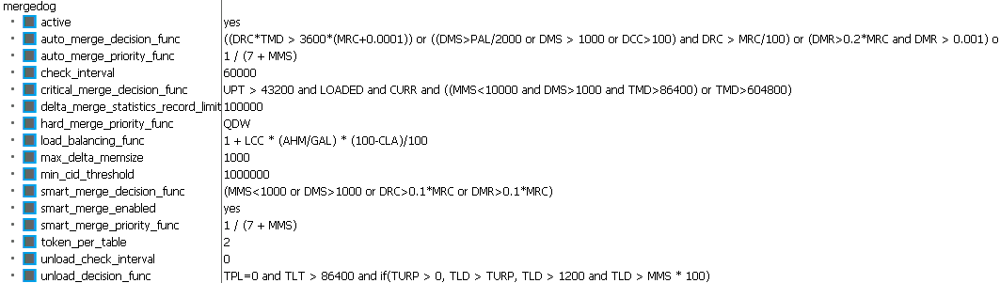 mergedog
active yes
auto_merge_decision_func ((DRC*TMD > 3600*(MRC+0.0001)) or ((DMS>PAL/2000 or DMS > 1000 or DCC>100) and DRC > MRC/100) or (DMR>0.2*MRC and DMR > 0.001) o
auto_merge_priority_func 1 / (7 + MMS)
check_interval 60000
critical_merge_decision_func UPT > 43200 and LOADED and CURR and ((MMS<10000 and DMS>1000 and TMD>86400) or TMD>604800)
delta_merge_statistics_record_limit 100000
hard_merge_priority_func QDW
load_balancing_func 1 + LCC * (AHM/GAL) * (100-CLA)/100
max_delta_memsize 1000
min_cid_threshold 1000000
smart_merge_decision_func (MMS<1000 or DMS>1000 or DRC>0.1*MRC or DMR>0.1*MRC)
smart_merge_enabled yes
smart_merge_priority_func 1 / (7 + MMS)
token_per_table 2
unload_check_interval 0
unload_decision_func TPL=0 and TLT > 86400 and if(TURP > 0, TLD > TURP, TLD > 1200 and TLD > MMS * 100)